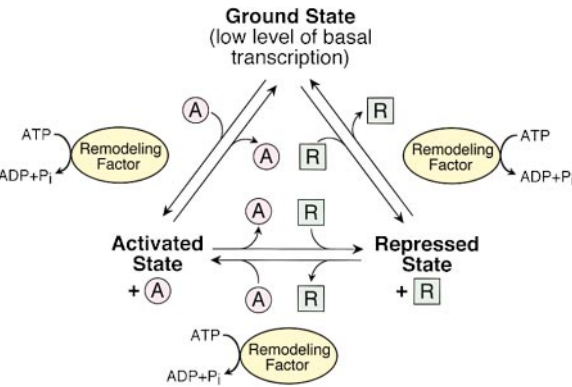 Ground State
(low level of basal
transcription)
A
R
ATP
Remodeling
Factor
ADP+Pi
A
R
Remodeling
Factor
ATP
ADP+Pi
A
R
Activated
State
+ A
Repressed
State
+ R
A
R
ATP
Remodeling
Factor
ADP+Pi